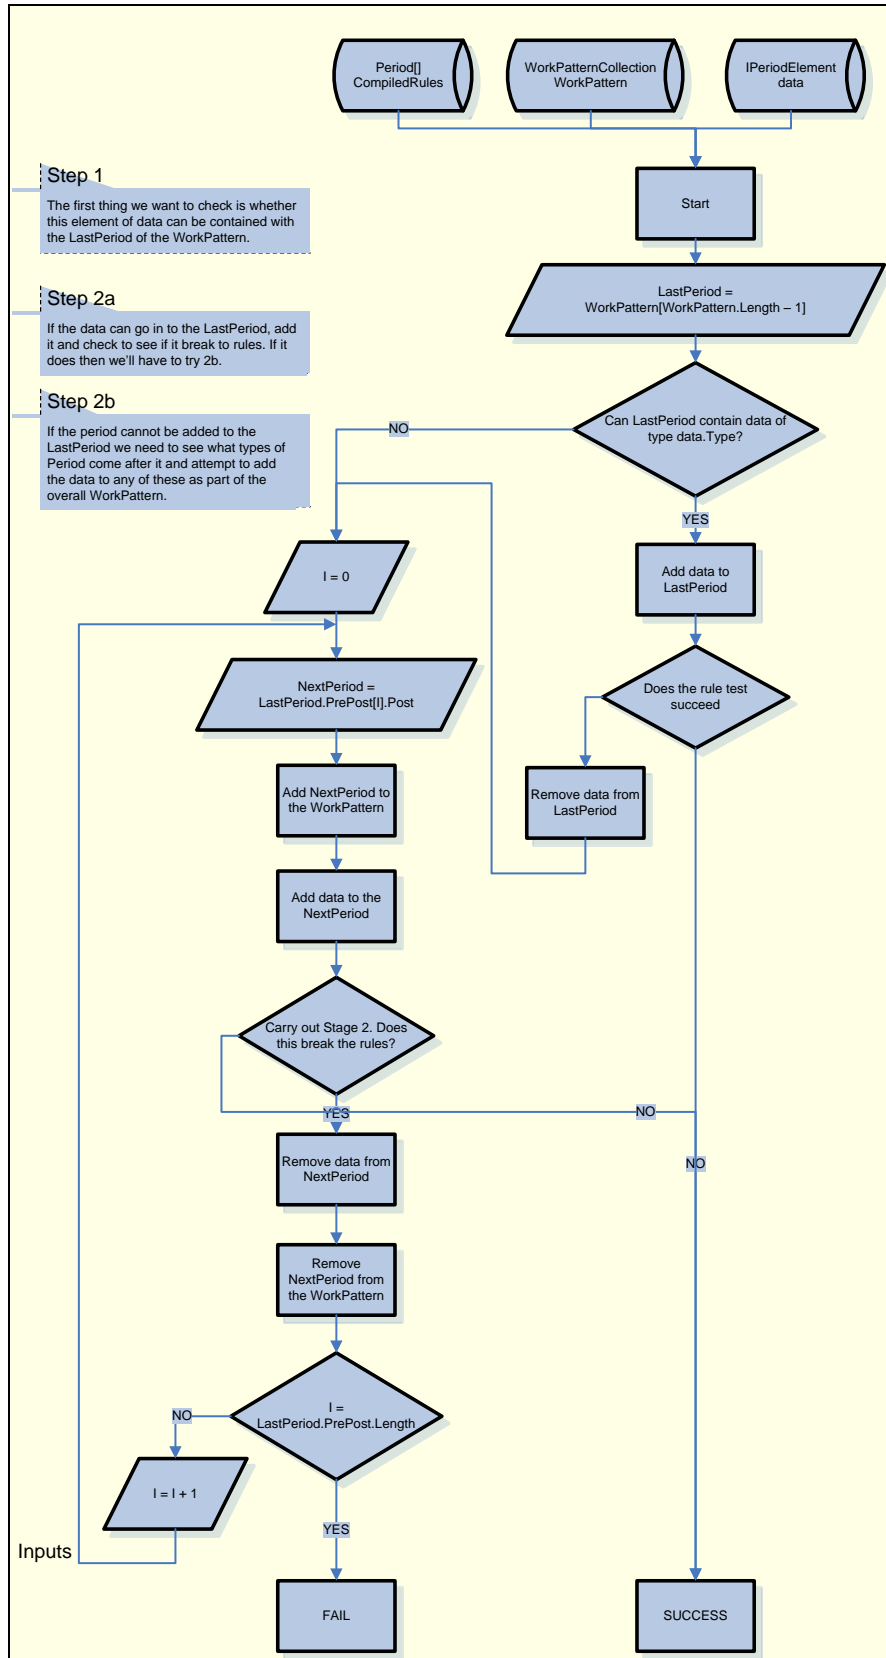 Period[]
CompiledRules
WorkPatternCollection
WorkPattern
IPeriodElement
data
Step 1
The first thing we want to check is whether
this element of data can be contained with
the LastPeriod of the WorkPattern.
Start
LastPeriod =
WorkPattern[WorkPattern.Length – 1]
Step 2a
If the data can go in to the LastPeriod, add
it and check to see if it break to rules. If it
does then we'll have to try 2b.
Step 2b
If the period cannot be added to the
LastPeriod we need to see what types of
Period come after it and attempt to add
the data to any of these as part of the
overall WorkPattern.
Can LastPeriod contain data of
type data.Type?
NO
YES
I = 0
Add data to
LastPeriod
NextPeriod =
LastPeriod.PrePost[I].Post
Does the rule test
succeed
Add NextPeriod to
the WorkPattern
Remove data from
LastPeriod
Add data to the
NextPeriod
Carry out Stage 2. Does
this break the rules?
YES
NO
NO
Remove data from
NextPeriod
Remove
NextPeriod from
the WorkPattern
I =
LastPeriod.PrePost.Length
NO
I = I + 1
YES
Inputs
FAIL
SUCCESS